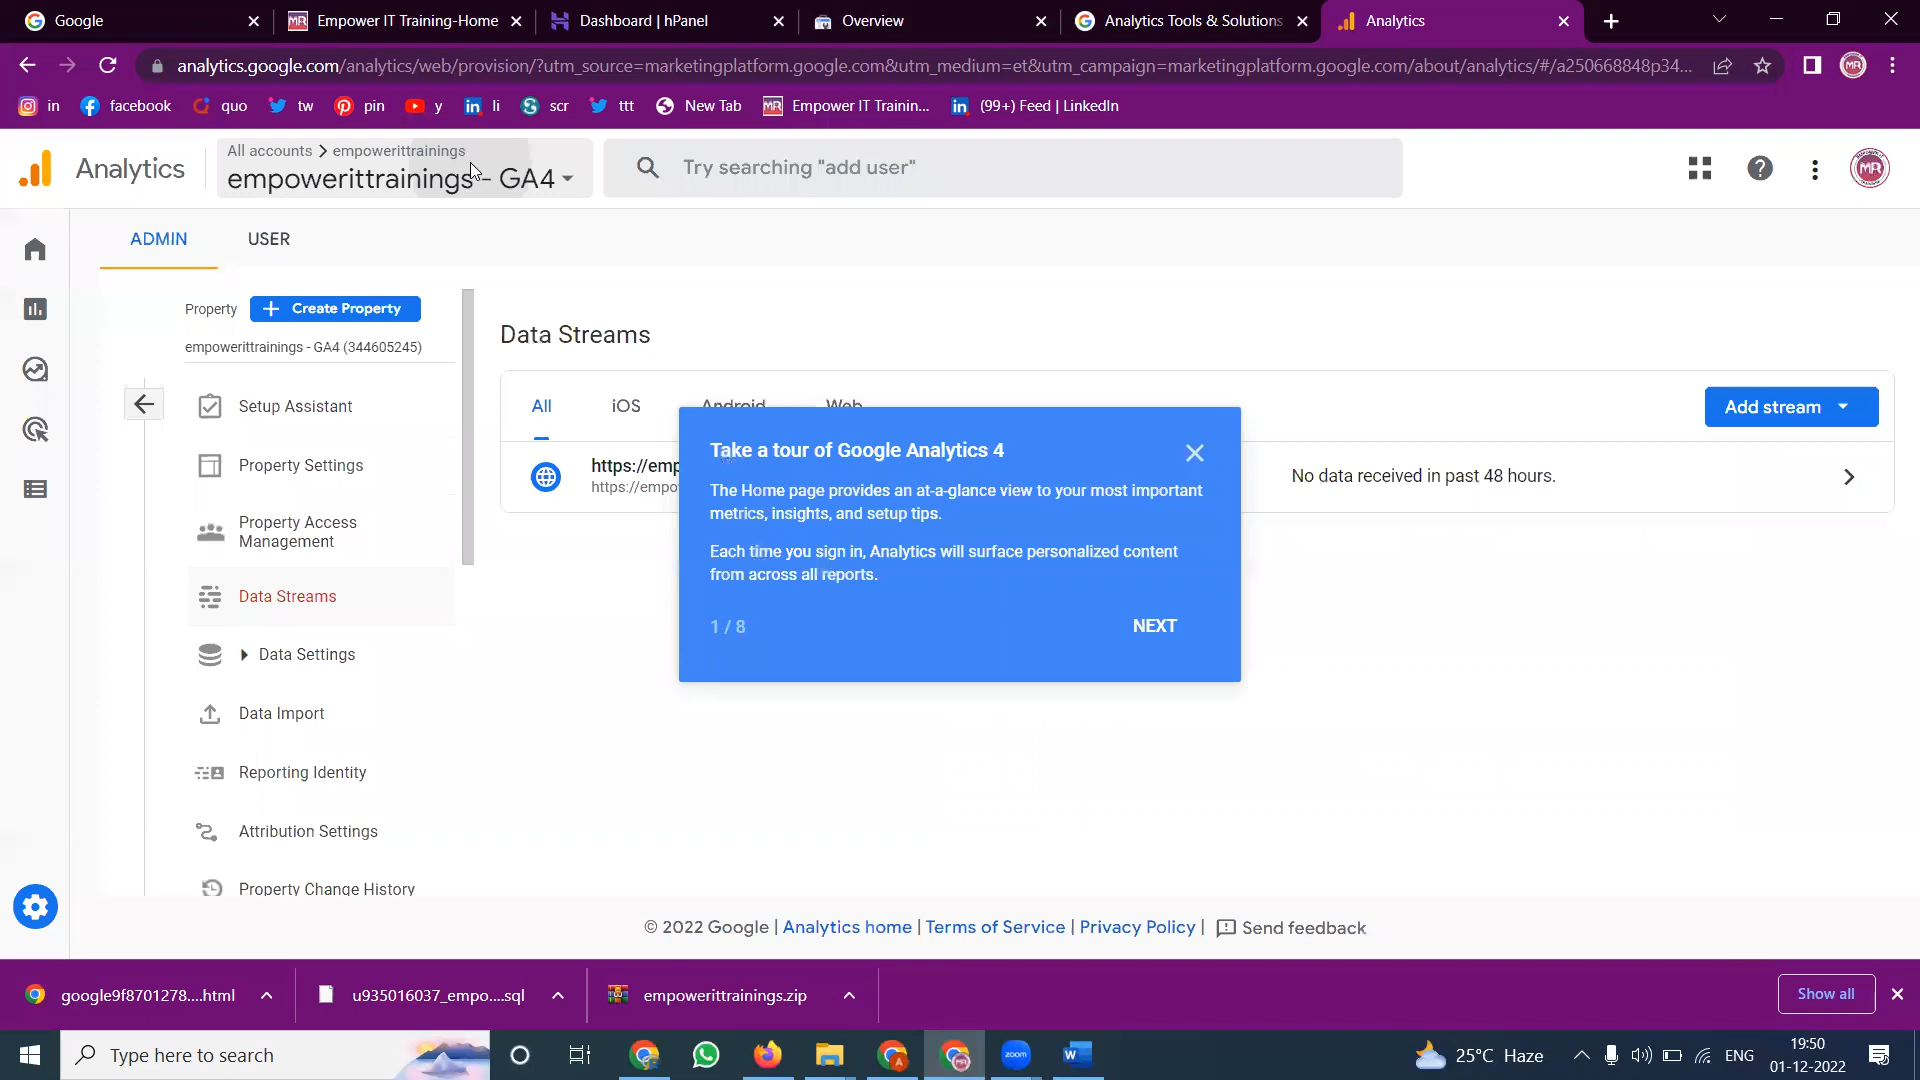 Google
Empower IT Training-Home
Dashboard | hPanel
Overview
Analytics Tools & Solutions
Analytics
analytics.google.com/analytics/web/provision/?utm_source=marketingplatform.google.com&utm_medium=et&utm_campaign=marketingplatform.google.com/about/analytics/#/a250668848p34...
in
facebook
quo
tw
pin
y
li
scr
ttt
New Tab
Empower IT Trainin...
(99+) Feed | LinkedIn
Analytics
All accounts > empowerittrainings
empowerittrainings - GA4
Try searching "add user"
ADMIN
USER
Property
+ Create Property
empowerittrainings - GA4 (344605245)
Setup Assistant
Property Settings
Property Access
Management
Data Streams
Data Settings
Data Import
Reporting Identity
Attribution Settings
Property Change History
Data Streams
All
iOS
Android
Web
Add stream
https://emp
https://empo
No data received in past 48 hours.
Take a tour of Google Analytics 4
The Home page provides an at-a-glance view to your most important
metrics, insights, and setup tips.
Each time you sign in, Analytics will surface personalized content
from across all reports.
1 / 8
NEXT
© 2022 Google | Analytics home | Terms of Service | Privacy Policy | Send feedback
google9f8701278....html
u935016037_empo....sql
empowerittrainings.zip
Show all
Type here to search
zoom
25°C Haze
ENG
19:50
01-12-2022